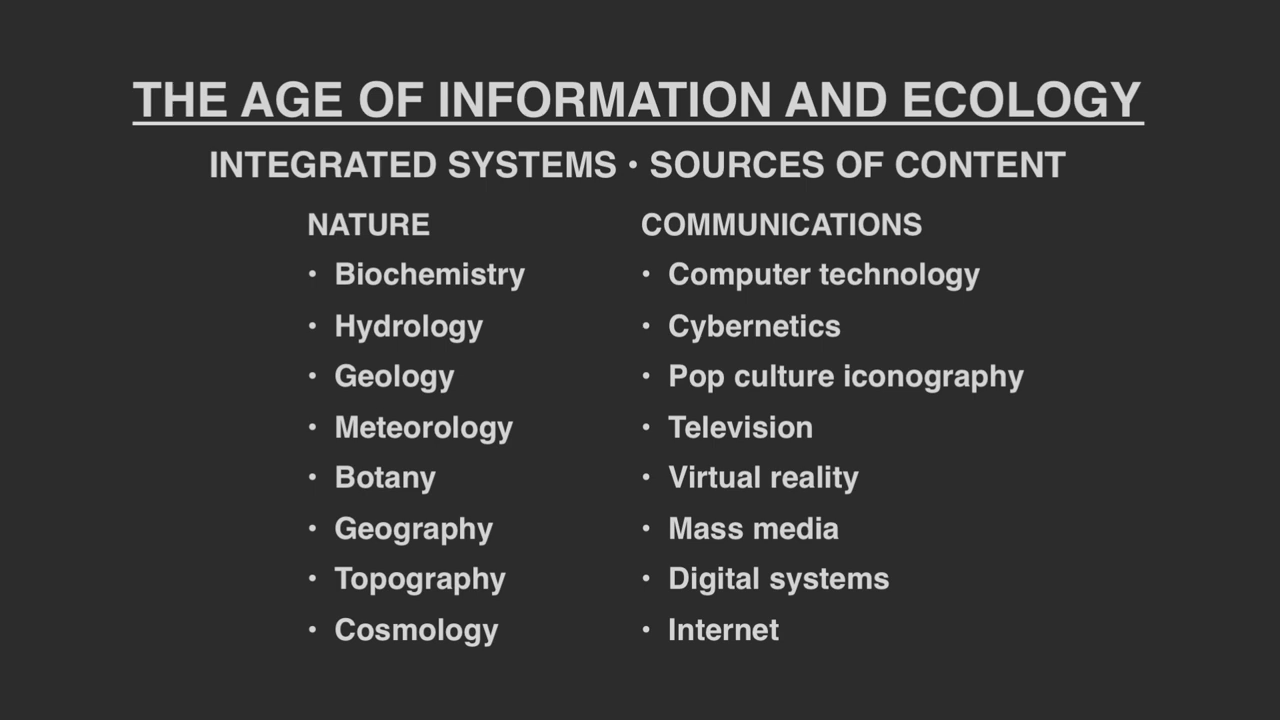 THE AGE OF INFORMATION AND ECOLOGY
INTEGRATED SYSTEMS • SOURCES OF CONTENT
NATURE
• Biochemistry
• Hydrology
• Geology
• Meteorology
• Botany
• Geography
• Topography
• Cosmology
COMMUNICATIONS
• Computer technology
• Cybernetics
• Pop culture iconography
• Television
• Virtual reality
• Mass media
• Digital systems
• Internet